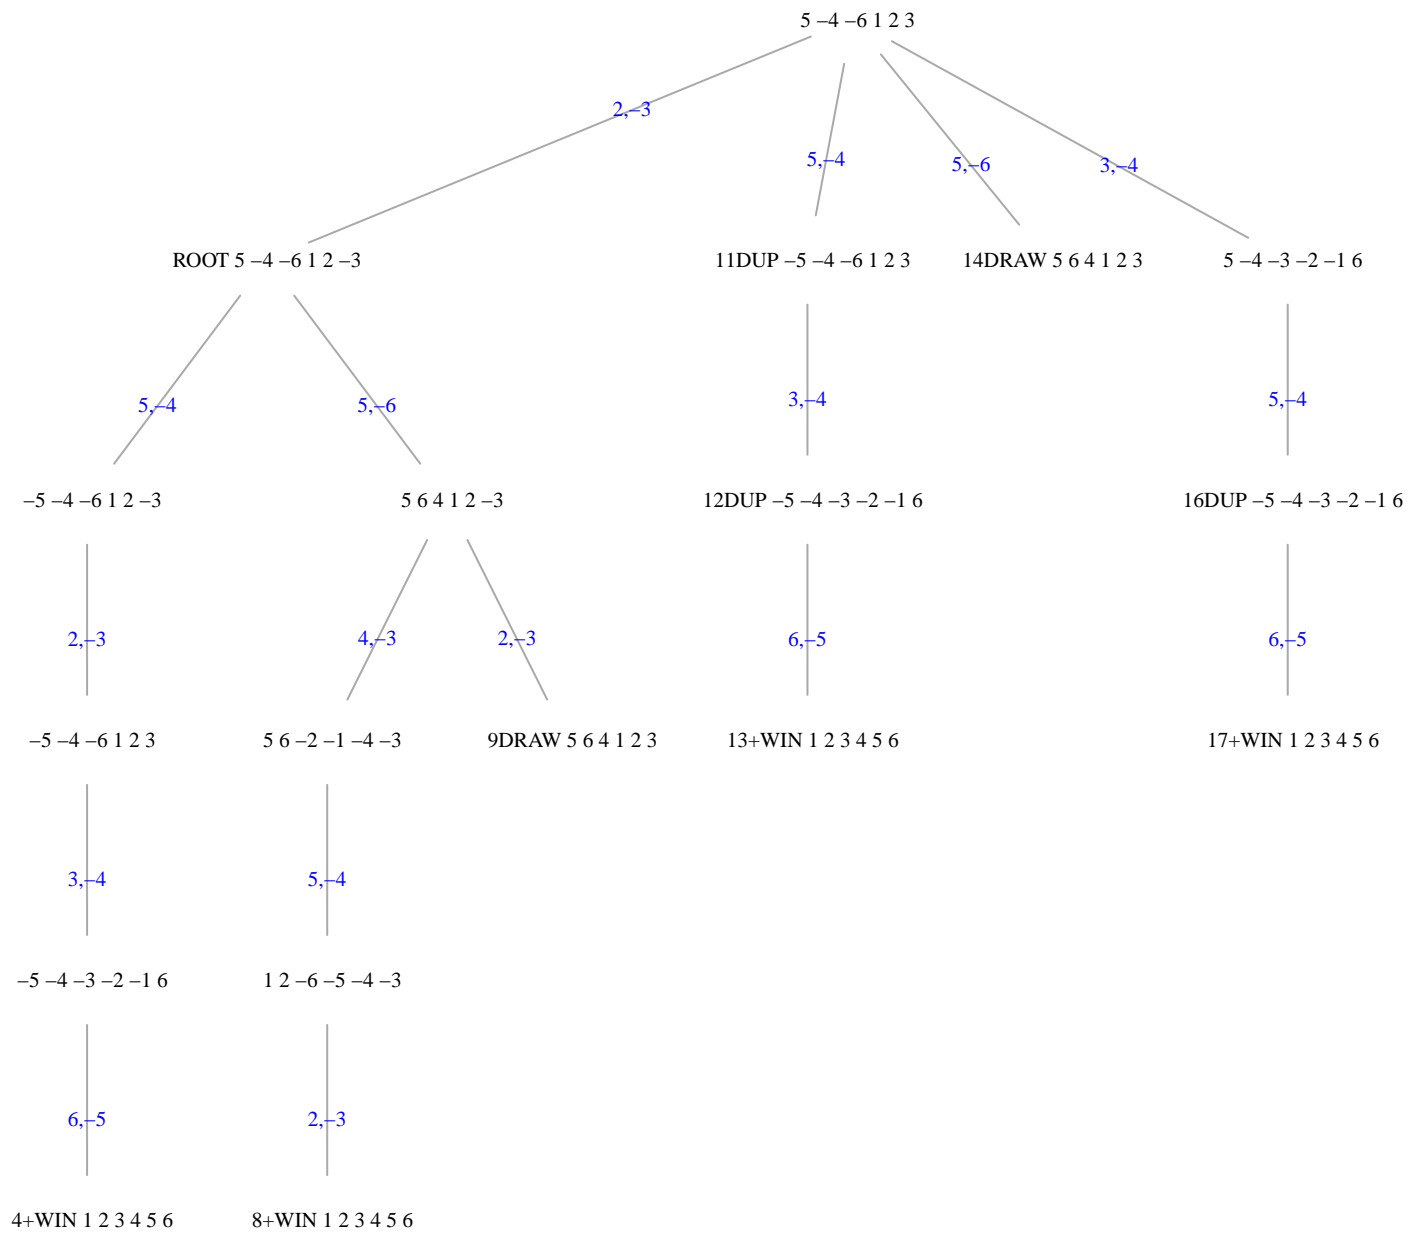 5 –4 –6 1 2 3
2,–3
5,–4
5,–6
3,–4
ROOT 5 –4 –6 1 2 –3
11DUP –5 –4 –6 1 2 3
14DRAW 5 6 4 1 2 3
5 –4 –3 –2 –1 6
5,–4
5,–6
3,–4
5,–4
–5 –4 –6 1 2 –3
5 6 4 1 2 –3
12DUP –5 –4 –3 –2 –1 6
16DUP –5 –4 –3 –2 –1 6
2,–3
4,–3
2,–3
6,–5
6,–5
–5 –4 –6 1 2 3
5 6 –2 –1 –4 –3
9DRAW 5 6 4 1 2 3
13+WIN 1 2 3 4 5 6
17+WIN 1 2 3 4 5 6
3,–4
5,–4
–5 –4 –3 –2 –1 6
1 2 –6 –5 –4 –3
6,–5
2,–3
4+WIN 1 2 3 4 5 6
8+WIN 1 2 3 4 5 6